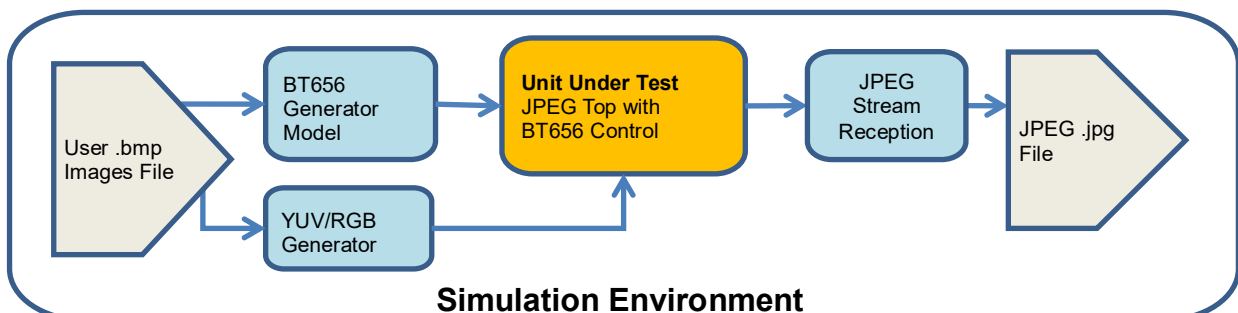 User .bmp
Images File
BT656
Generator
Model
YUV/RGB
Generator
Unit Under Test
JPEG Top with
BT656 Control
JPEG
Stream
Reception
JPEG .jpg
File
Simulation Environment